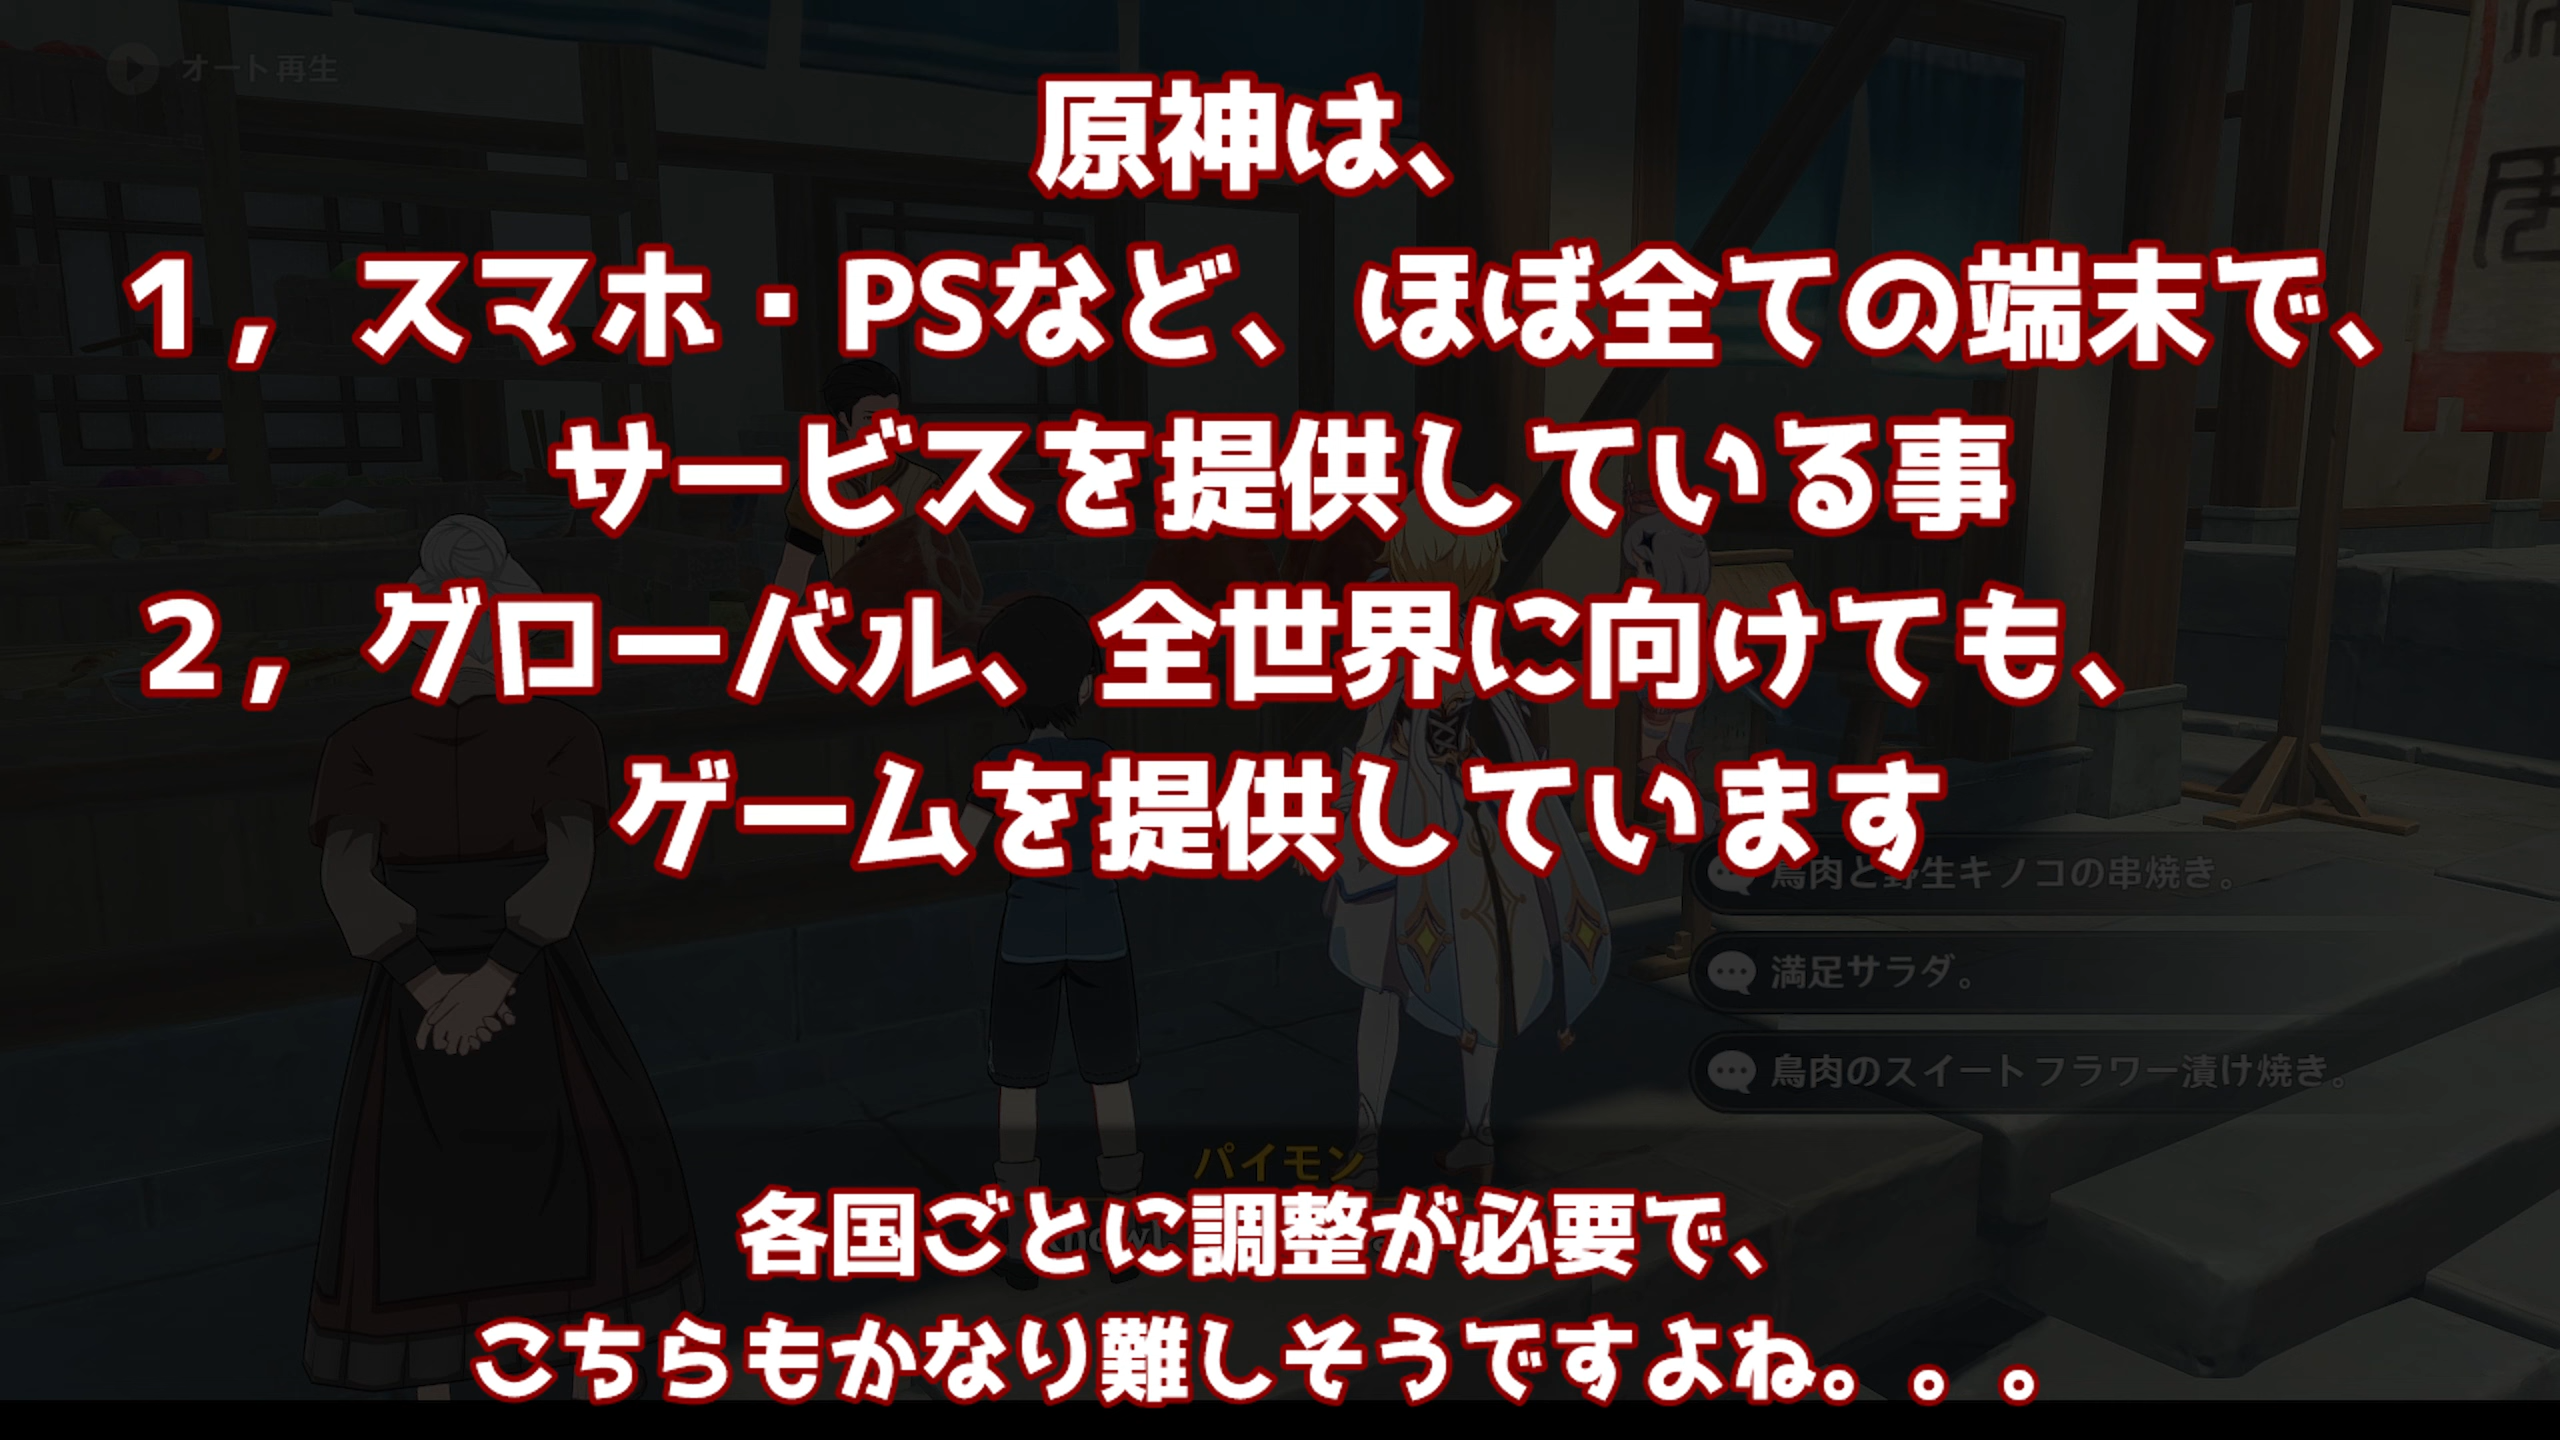 オート再生
原神は、
１，スマホ・PSなど、ほぼ全ての端末で、
サービスを提供している事
２，グローバル、全世界に向けても、
ゲームを提供しています
鳥肉と野生キノコの串焼き。
満足サラダ。
鳥肉のスイートフラワー漬け焼き。
パイモン
各国ごとに調整が必要で、
こちらもかなり難しそうですよね。。。